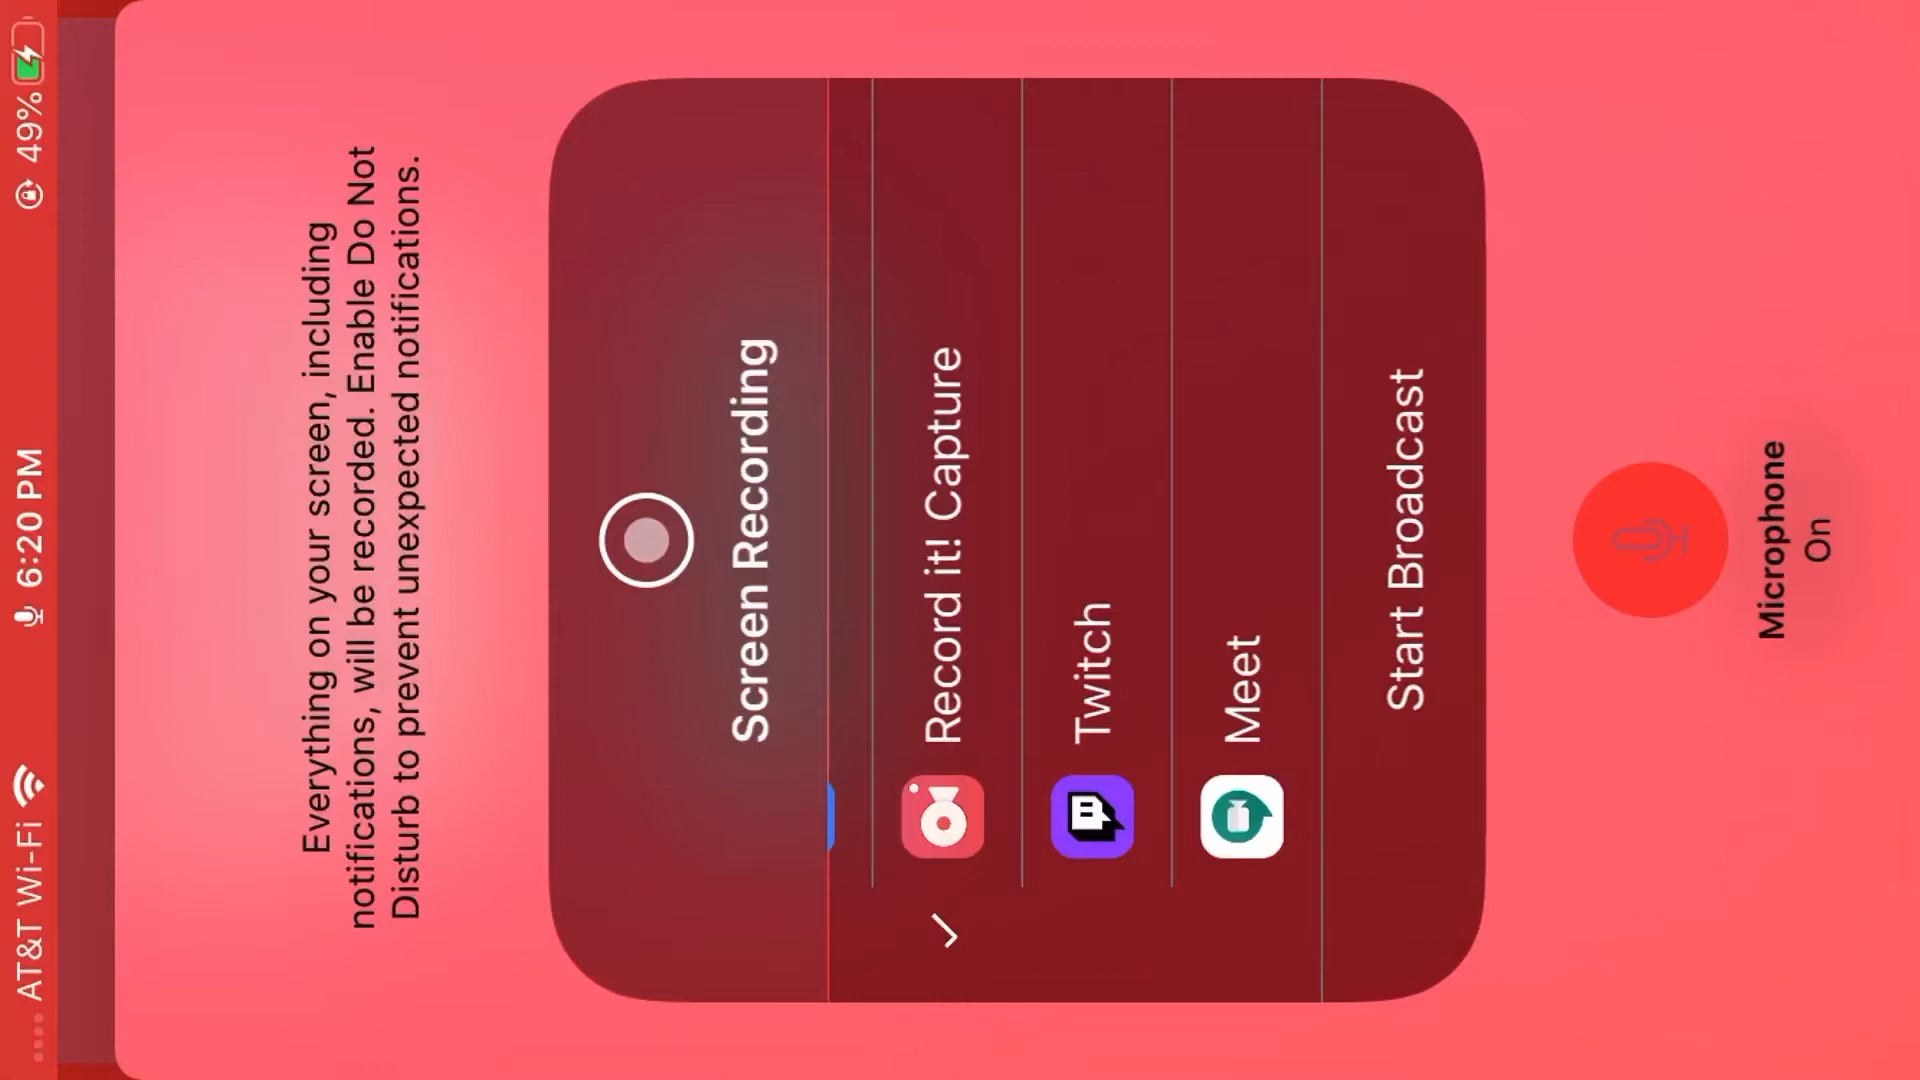 AT&T Wi-Fi
6:20 PM
49%
Everything on your screen, including
notifications, will be recorded. Enable Do Not
Disturb to prevent unexpected notifications.
Screen Recording
Record it! Capture
Twitch
Meet
Start Broadcast
Microphone
On